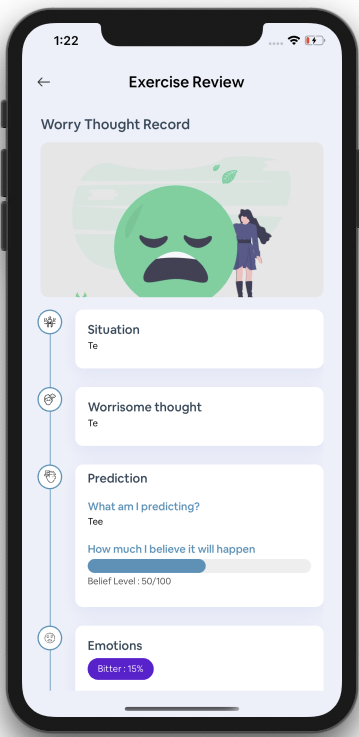 1:22
Exercise Review
Worry Thought Record
Situation
Te
Worrisome thought
Te
Prediction
What am I predicting?
Tee
How much I believe it will happen
Belief Level : 50/100
Emotions
Bitter : 15%